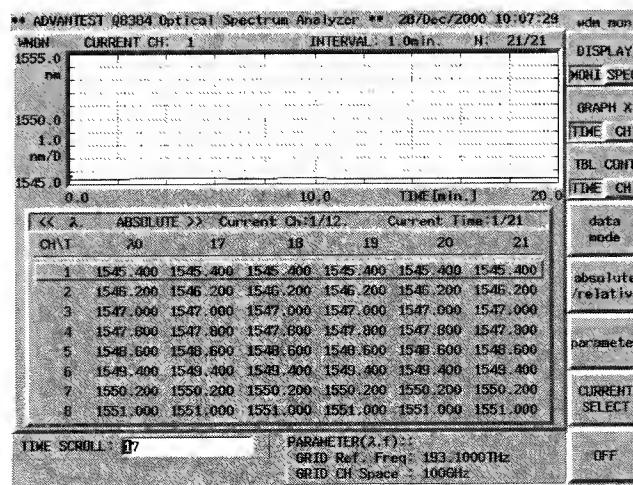 ** ADVANTEST Q8384 Optical Spectrum Analyzer ** 28/Dec/2000 10:07:29
wdm mon
WMON CURRENT CH: 1 INTERVAL: 1.0min. N: 21/21
1555.0
nm
1550.0
1.0
nm/D
1545.0
0.0 10.0 TIME[min.] 20.0
<< λ. ABSOLUTE >> Current Ch:1/12. Current Time:1/21
CH\T λ0 17 18 19 20 21
1 1545.400 1545.400 1545.400 1545.400 1545.400 1545.400
2 1546.200 1546.200 1546.200 1546.200 1546.200 1546.200
3 1547.000 1547.000 1547.000 1547.000 1547.000 1547.000
4 1547.800 1547.800 1547.800 1547.800 1547.800 1547.800
5 1548.600 1548.600 1548.600 1548.600 1548.600 1548.600
6 1549.400 1549.400 1549.400 1549.400 1549.400 1549.400
7 1550.200 1550.200 1550.200 1550.200 1550.200 1550.200
8 1551.000 1551.000 1551.000 1551.000 1551.000 1551.000
TIME SCROLL: 17
PARAMETER(λ,f)::
GRID Ref. Freq: 193.1000THz
GRID CH Space : 100GHz
DISPLAY
MONI SPE
GRAPH X
TIME CH
TBL CONT
TIME CH
data
mode
absolute
/relativ
paramete
CURRENT
SELECT
OFF